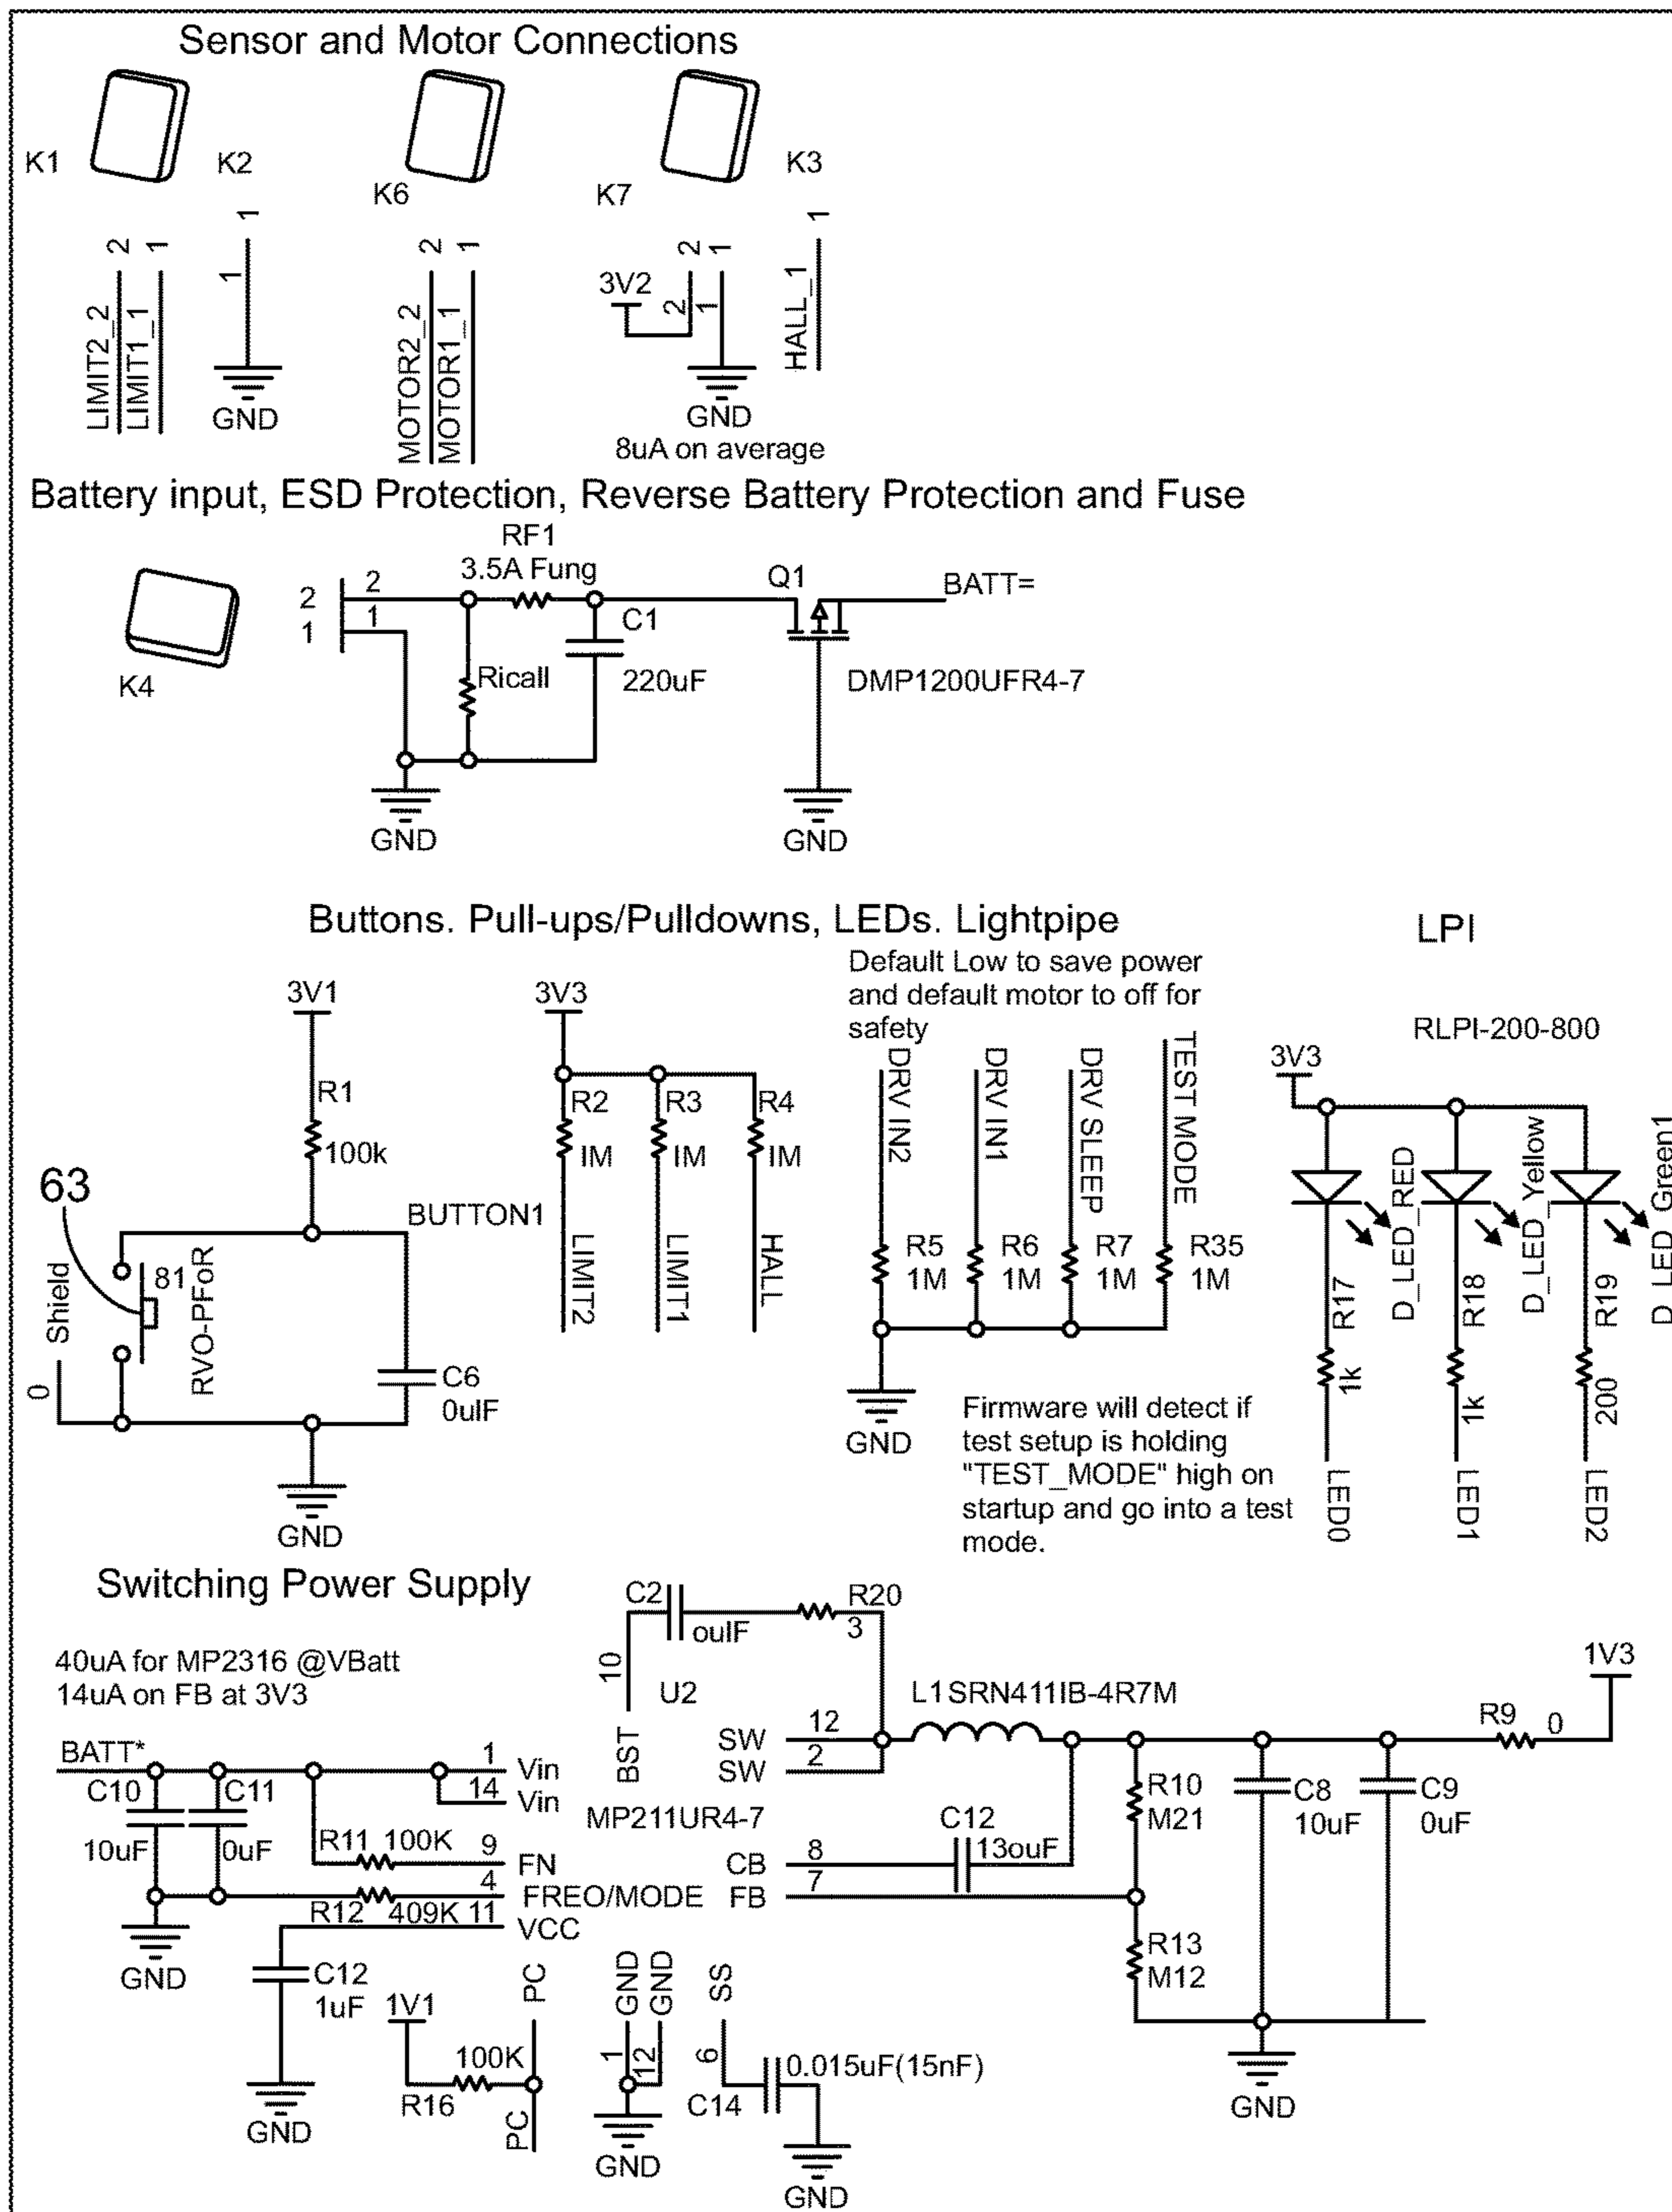 Sensor and Motor Connections
K1
K2
K6
K7
K3
2
1
1
1
LIMIT2_2
LIMIT1_1
GND
2
1
MOTOR2_2
MOTOR1_1
3V2
2
1
2
1
GND
8uA on average
1
HALL_1
Battery input, ESD Protection, Reverse Battery Protection and Fuse
K4
2
1
2
1
RF1
3.5A Fung
Ricall
C1
220uF
Q1
BATT=
DMP1200UFR4-7
GND
GND
Buttons. Pull-ups/Pulldowns, LEDs. Lightpipe
LPI
3V1
R1
100k
63
Shield
0
81
RVO-PFoR
BUTTON1
C6
0uIF
GND
3V3
R2
IM
R3
IM
R4
IM
LIMIT2
LIMIT1
HALL
Default Low to save power
and default motor to off for
safety
DRV IN2
DRV IN1
DRV SLEEP
TEST MODE
R5
1M
R6
1M
R7
1M
R35
1M
GND
Firmware will detect if
test setup is holding
"TEST_MODE" high on
startup and go into a test
mode.
RLPI-200-800
3V3
D_LED_RED
D_LED_Yellow
D_LED_Green1
R17
1k
R18
1k
R19
200
LED0
LED1
LED2
Switching Power Supply
40uA for MP2316 @VBatt
14uA on FB at 3V3
BATT*
C10
10uF
C11
0uF
R11 100K
R12 409K
GND
1
14
9
4
11
Vin
Vin
FN
FREO/MODE
VCC
C12
1uF
GND
1V1
100K
R16
PC
PC
GND
GND
1
12
GND
SS
6
C14
0.015uF(15nF)
GND
C2
ouIF
R20
3
10
BST
U2
MP211UR4-7
SW
SW
12
2
CB
FB
8
7
L1SRN411IB-4R7M
C12
13ouF
R10
M21
R13
M12
C8
10uF
C9
0uF
R9
0
1V3
GND